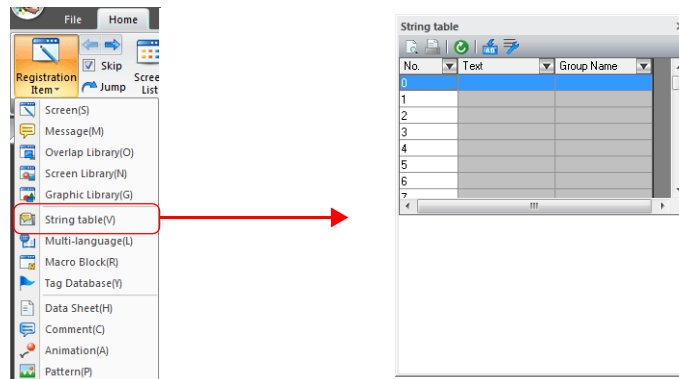 File Home
Skip
Registration
Item
Jump
Scree
List
Screen(S)
Message(M)
Overlap Library(O)
Screen Library(N)
Graphic Library(G)
String table(V)
Multi-language(L)
Macro Block(R)
Tag Database(Y)
Data Sheet(H)
Comment(C)
Animation(A)
Pattern(P)
String table
No. Text Group Name
0
1
2
3
4
5
6
7